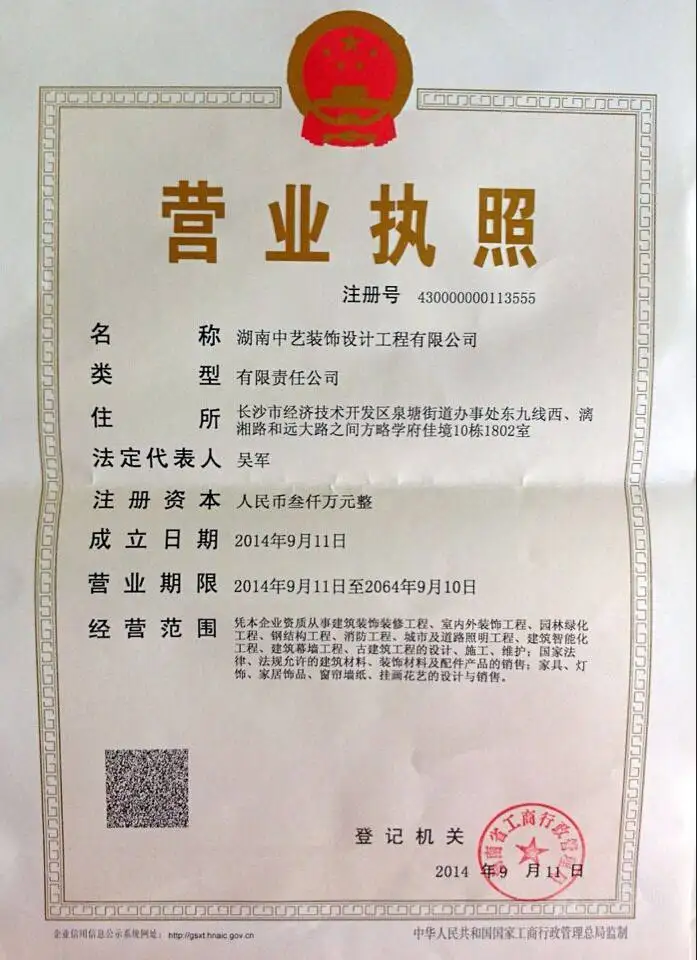 营业执照
注册号 430000000113555
名称 湖南中艺装饰设计工程有限公司
类型 有限责任公司
住所 长沙市经济技术开发区泉塘街道办事处东九线西、漓
湘路和远大路之间方略学府佳境10栋1802室
法定代表人 吴军
注册资本 人民币叁仟万元整
成立日期 2014年9月11日
营业期限 2014年9月11日至2064年9月10日
经营范围 凭本企业资质从事建筑装饰装修工程、室内外装饰工程、园林绿化
工程、钢结构工程、消防工程、城市及道路照明工程、建筑智能化
工程、建筑幕墙工程、古建筑工程的设计、施工、维护；国家法
律、法规允许的建筑材料、装饰材料及配件产品的销售；家具、灯
饰、家居饰品、窗帘墙纸、挂画花艺的设计与销售。
湖南省工商行政管理局
登记机关
2014 年9 月11日
企业信用信息公示系统网址： http://gsxt.hnaic.gov.cn
中华人民共和国国家工商行政管理总局监制